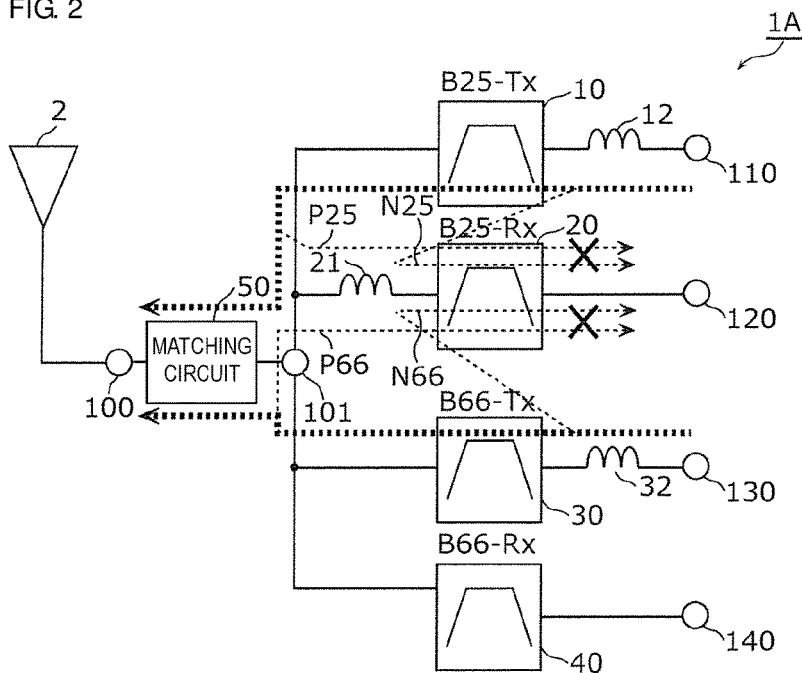 FIG. 2
1A
B25-Tx
10
12
2
110
P25
N25
B25-Rx
20
21
50
120
MATCHING
CIRCUIT
P66
N66
100
101
B66-Tx
32
130
30
B66-Rx
140
40